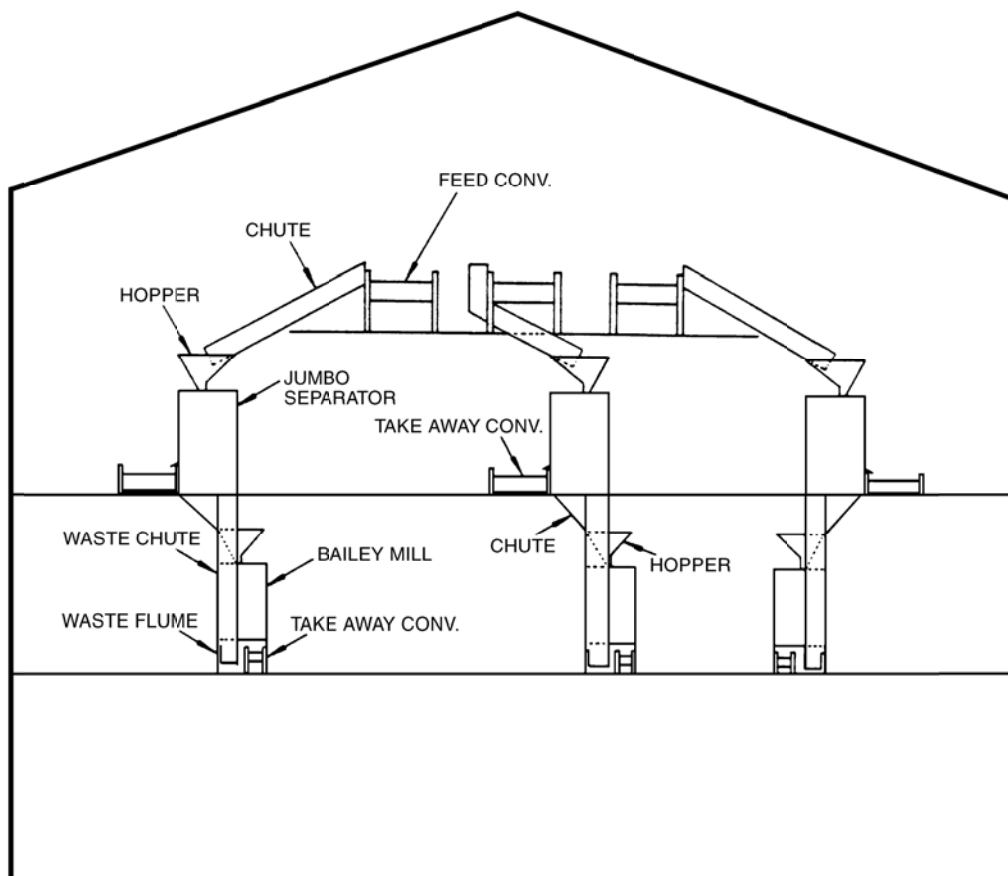 FEED CONV.
CHUTE
HOPPER
JUMBO
SEPARATOR
TAKE AWAY CONV.
WASTE CHUTE
BAILEY MILL
CHUTE
HOPPER
WASTE FLUME
TAKE AWAY CONV.